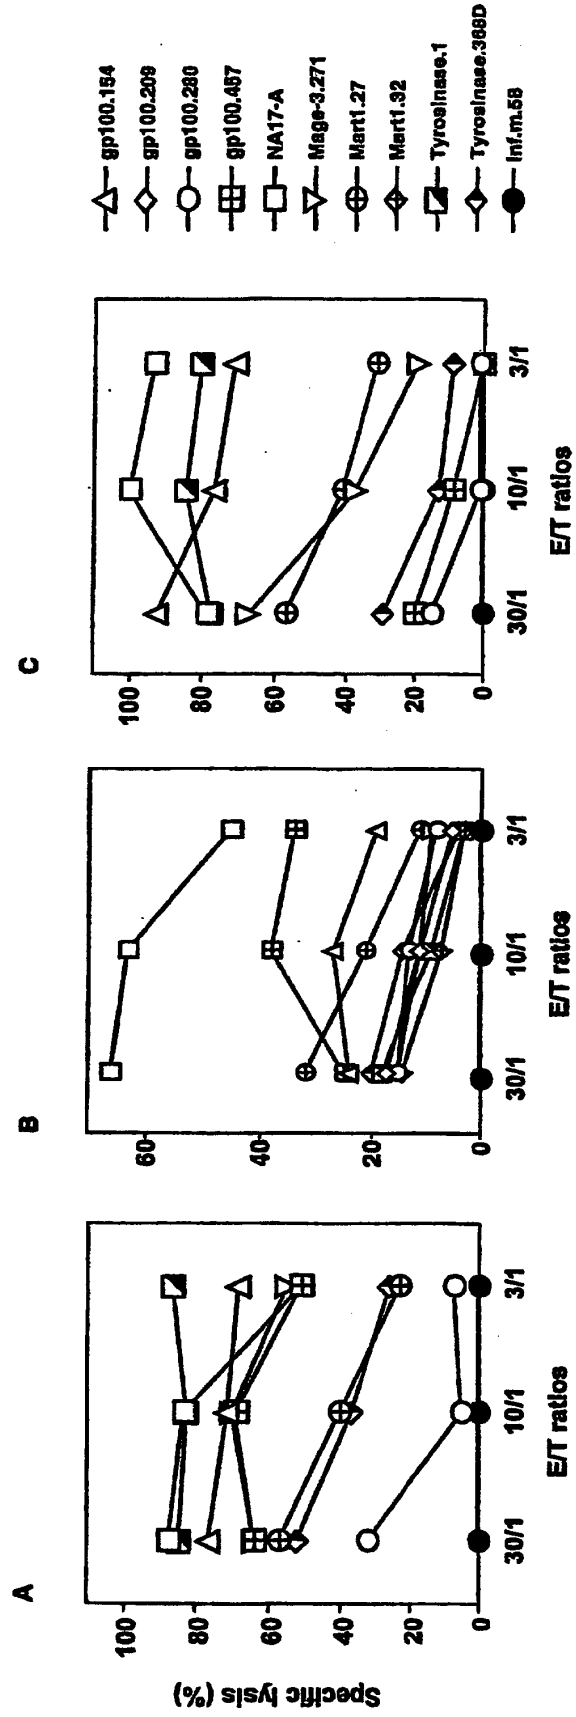 A
Specific lysis (%)
100
80
60
40
20
0
30/1
10/1
3/1
E/T ratios
B
60
40
20
0
30/1
10/1
3/1
E/T ratios
C
100
80
60
40
20
0
30/1
10/1
3/1
E/T ratios
gp100.154
gp100.209
gp100.280
gp100.457
NA17-A
Mage-3.271
Mart1.27
Mart1.32
Tyrosinase.1
Tyrosinase.368D
Inf.m.58